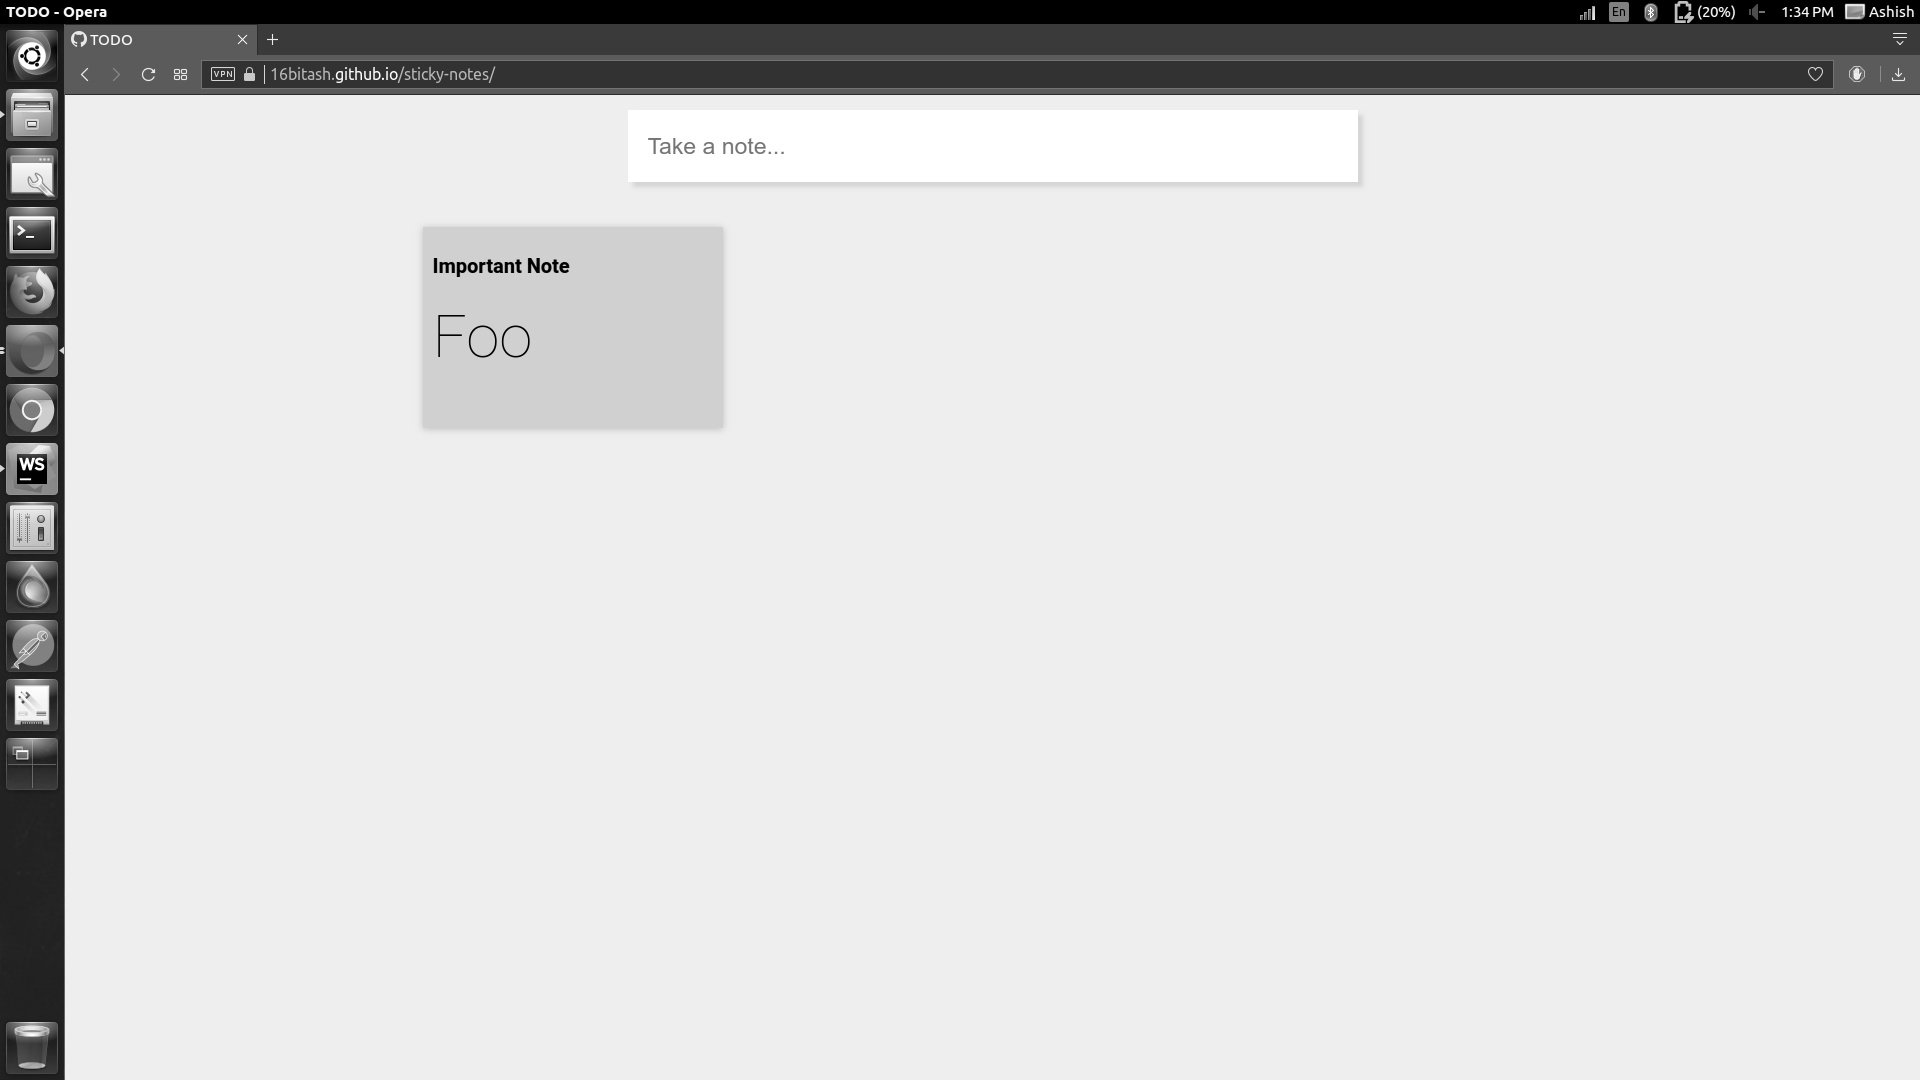 TODO - Opera
En
(20%)
1:34 PM
Ashish
TODO
VPN
16bitash.github.io/sticky-notes/
Take a note...
Important Note
Foo
>_
WS